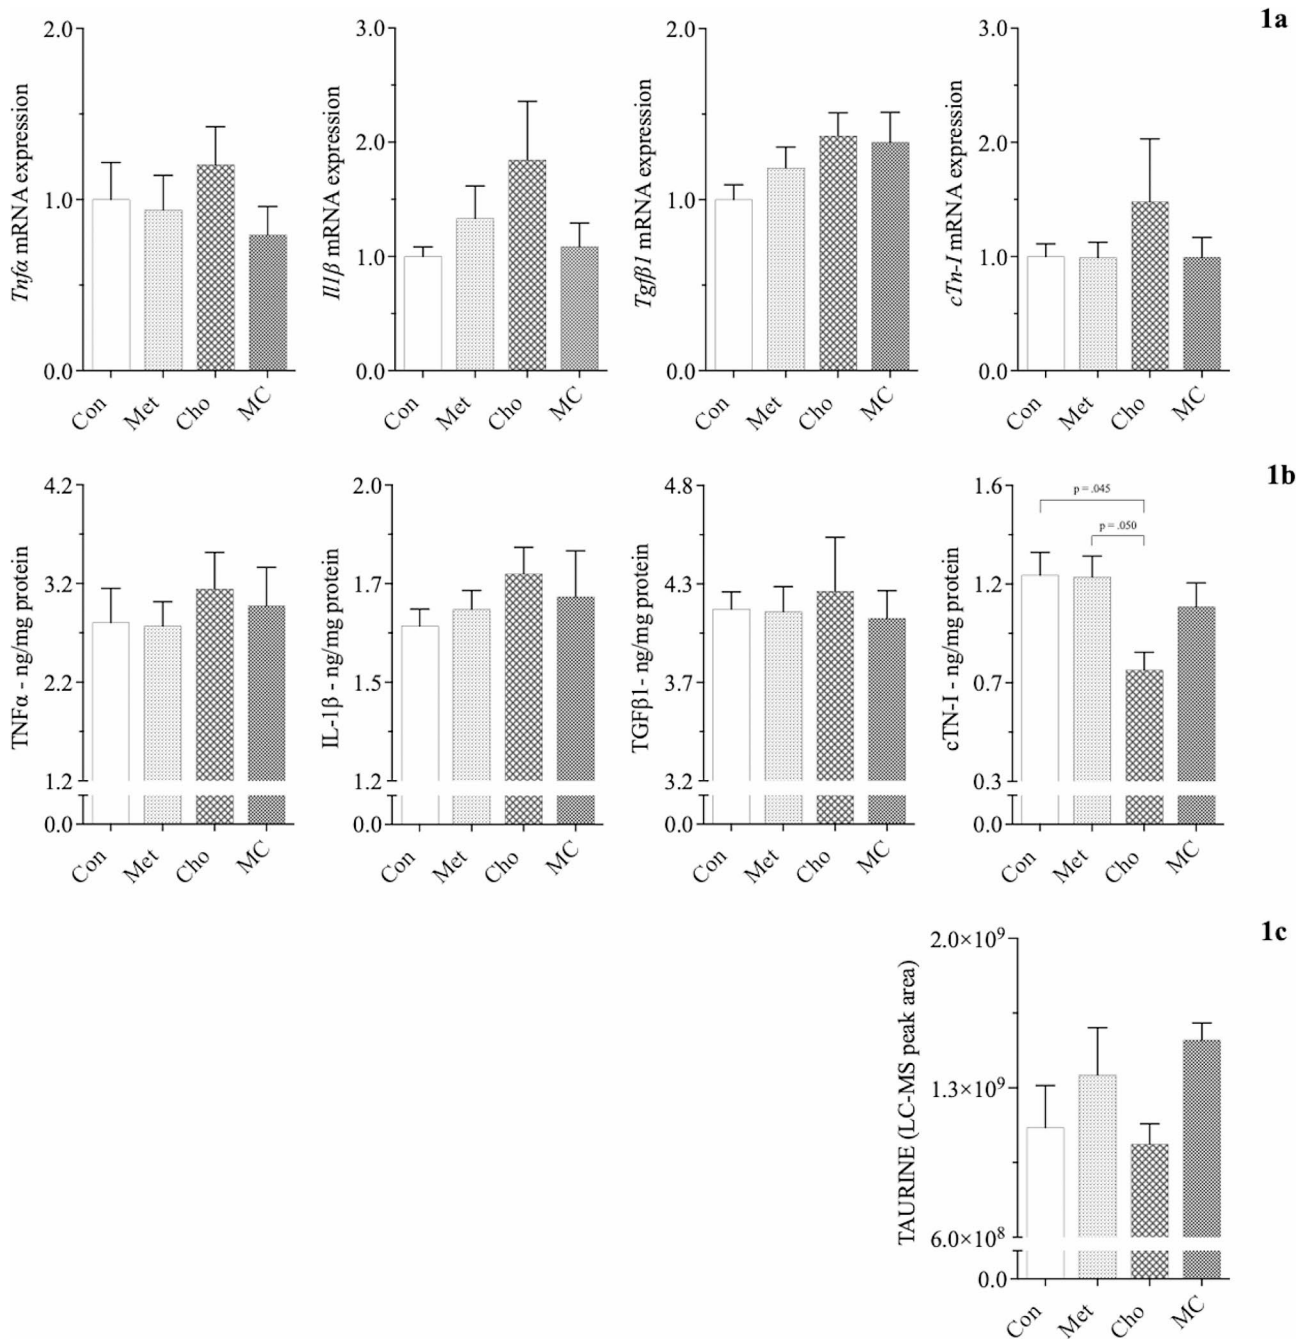 1a
Tnfα mRNA expression
2.0
1.0
0.0
Con
Met
Cho
MC
Il1β mRNA expression
3.0
2.0
1.0
0.0
Con
Met
Cho
MC
Tgfβ1 mRNA expression
2.0
1.0
0.0
Con
Met
Cho
MC
cTn-I mRNA expression
3.0
2.0
1.0
0.0
Con
Met
Cho
MC
1b
TNFα - ng/mg protein
4.2
3.2
2.2
1.2
0.0
Con
Met
Cho
MC
IL-1β - ng/mg protein
2.0
1.7
1.5
1.2
0.0
Con
Met
Cho
MC
TGFβ1- ng/mg protein
4.8
4.3
3.7
3.2
0.0
Con
Met
Cho
MC
cTN-I - ng/mg protein
1.6
1.2
0.7
0.3
0.0
p = .045
p = .050
Con
Met
Cho
MC
1c
TAURINE (LC-MS peak area)
2.0×10⁹
1.3×10⁹
6.0×10⁸
0.0
Con
Met
Cho
MC